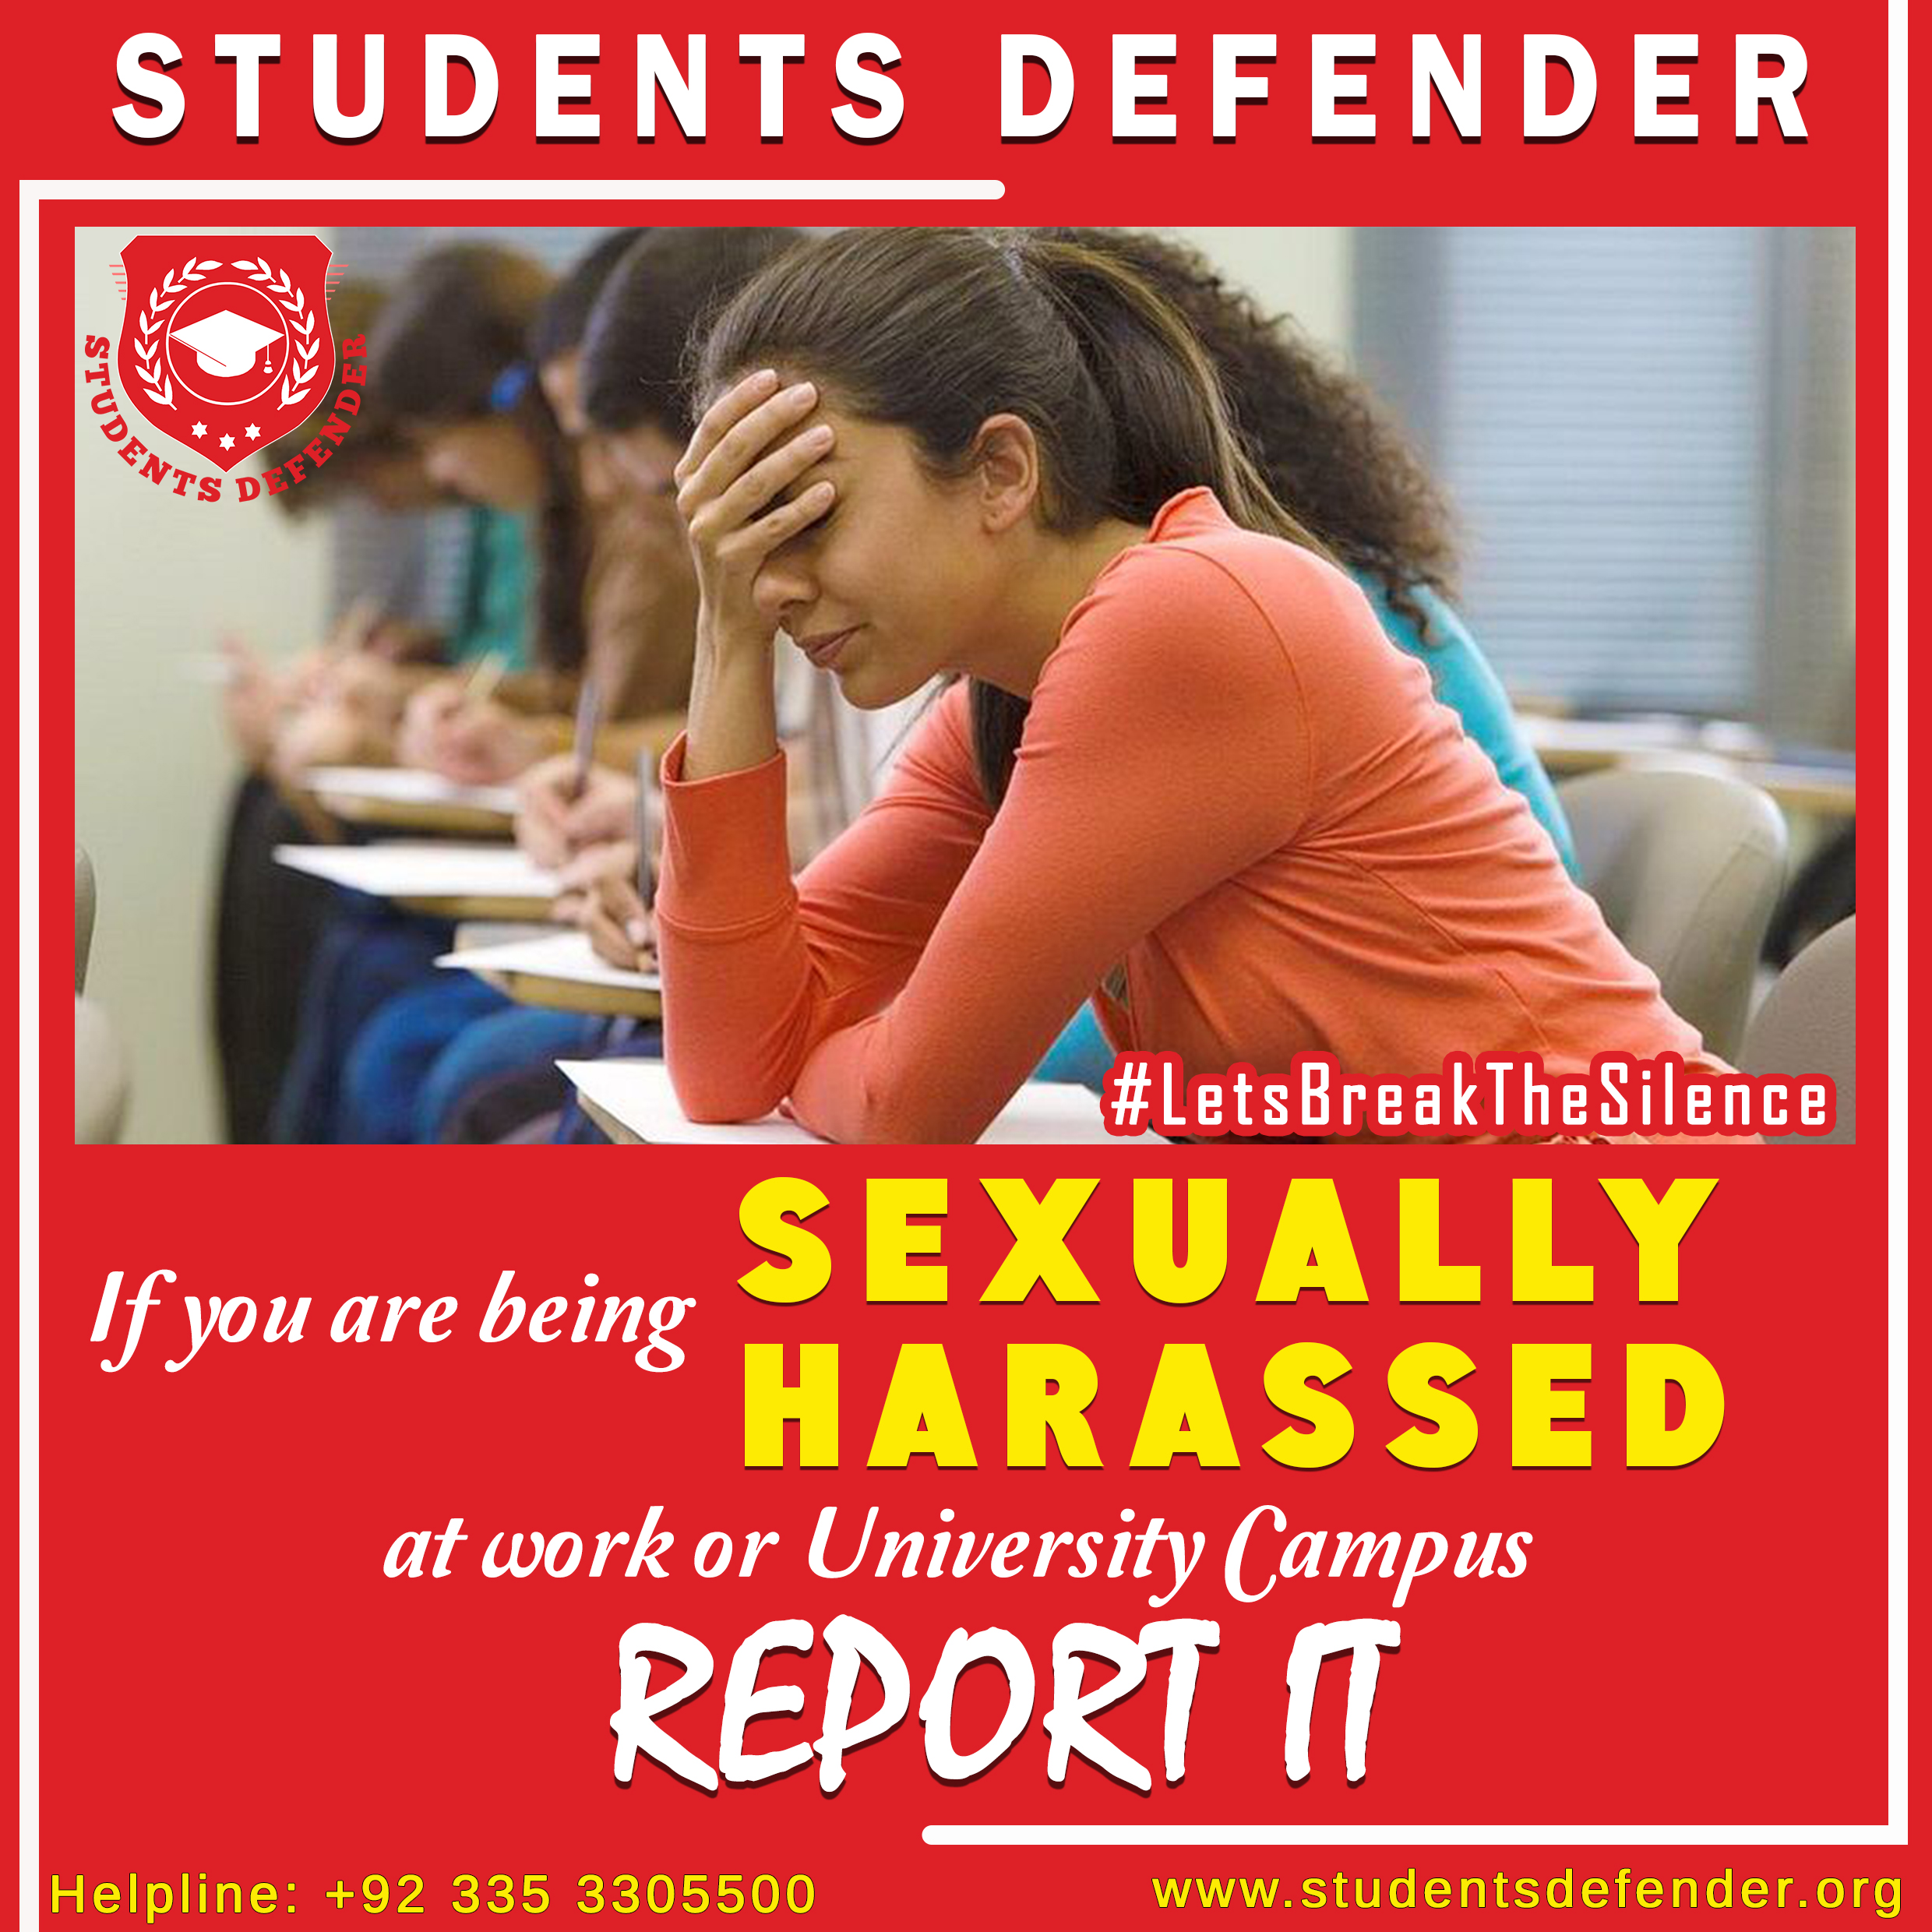 STUDENTS DEFENDER
STUDENTS DEFENDER
#LetsBreakTheSilence
If you are being
SEXUALLY
HARASSED
at work or University Campus
REPORT IT
Helpline: +92 335 3305500
www.studentsdefender.org